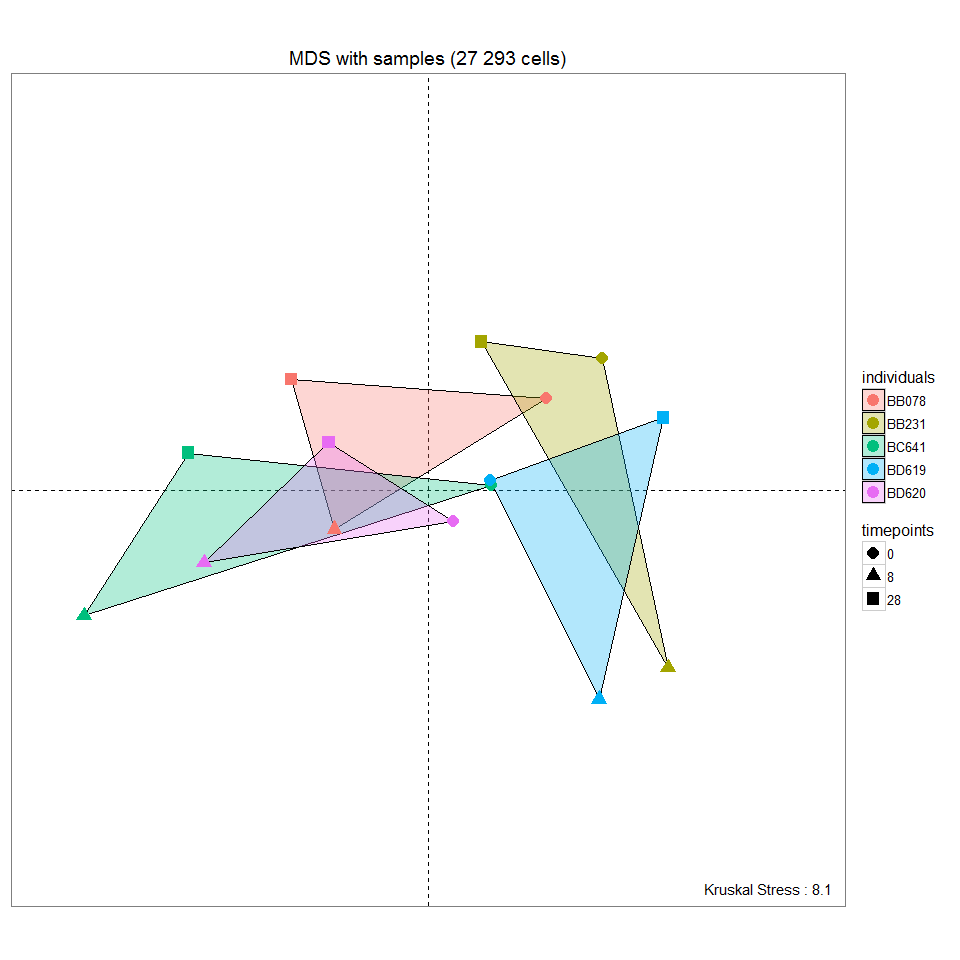 MDS with samples (27 293 cells)
individuals
BB078
BB231
BC641
BD619
BD620
timepoints
0
8
28
Kruskal Stress : 8.1